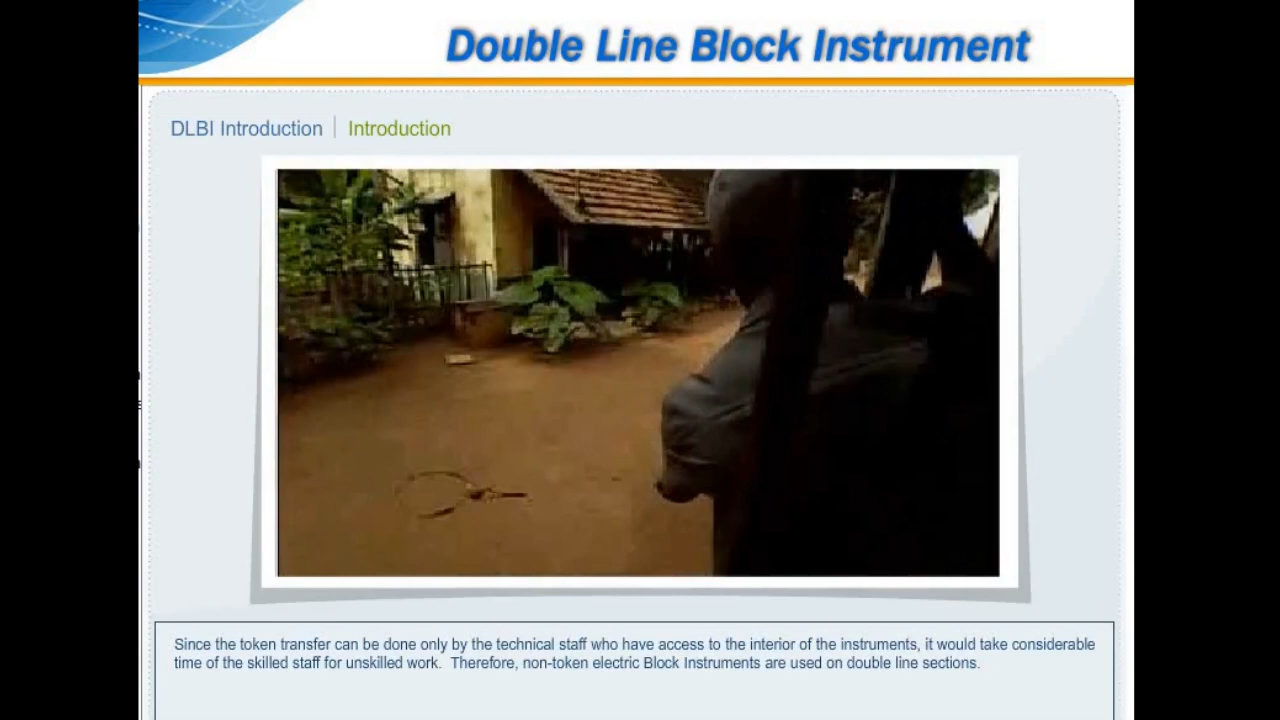 Double Line Block Instrument
DLBI Introduction | Introduction
Since the token transfer can be done only by the technical staff who have access to the interior of the instruments, it would take considerable
time of the skilled staff for unskilled work.  Therefore, non-token electric Block Instruments are used on double line sections.